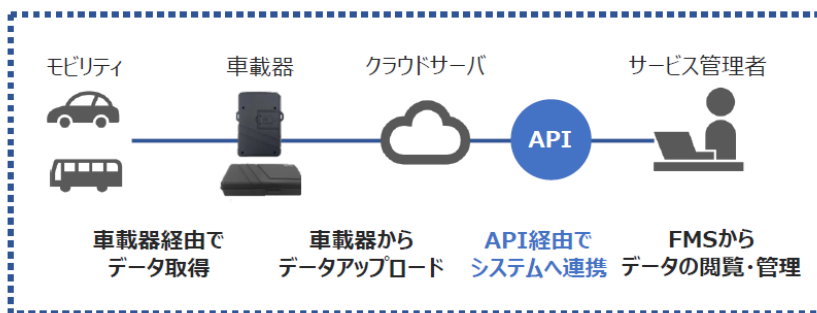 モビリティ
車載器
クラウドサーバ
サービス管理者
API
車載器経由で
データ取得
車載器から
データアップロード
API経由で
システムへ連携
FMSから
データの閲覧・管理